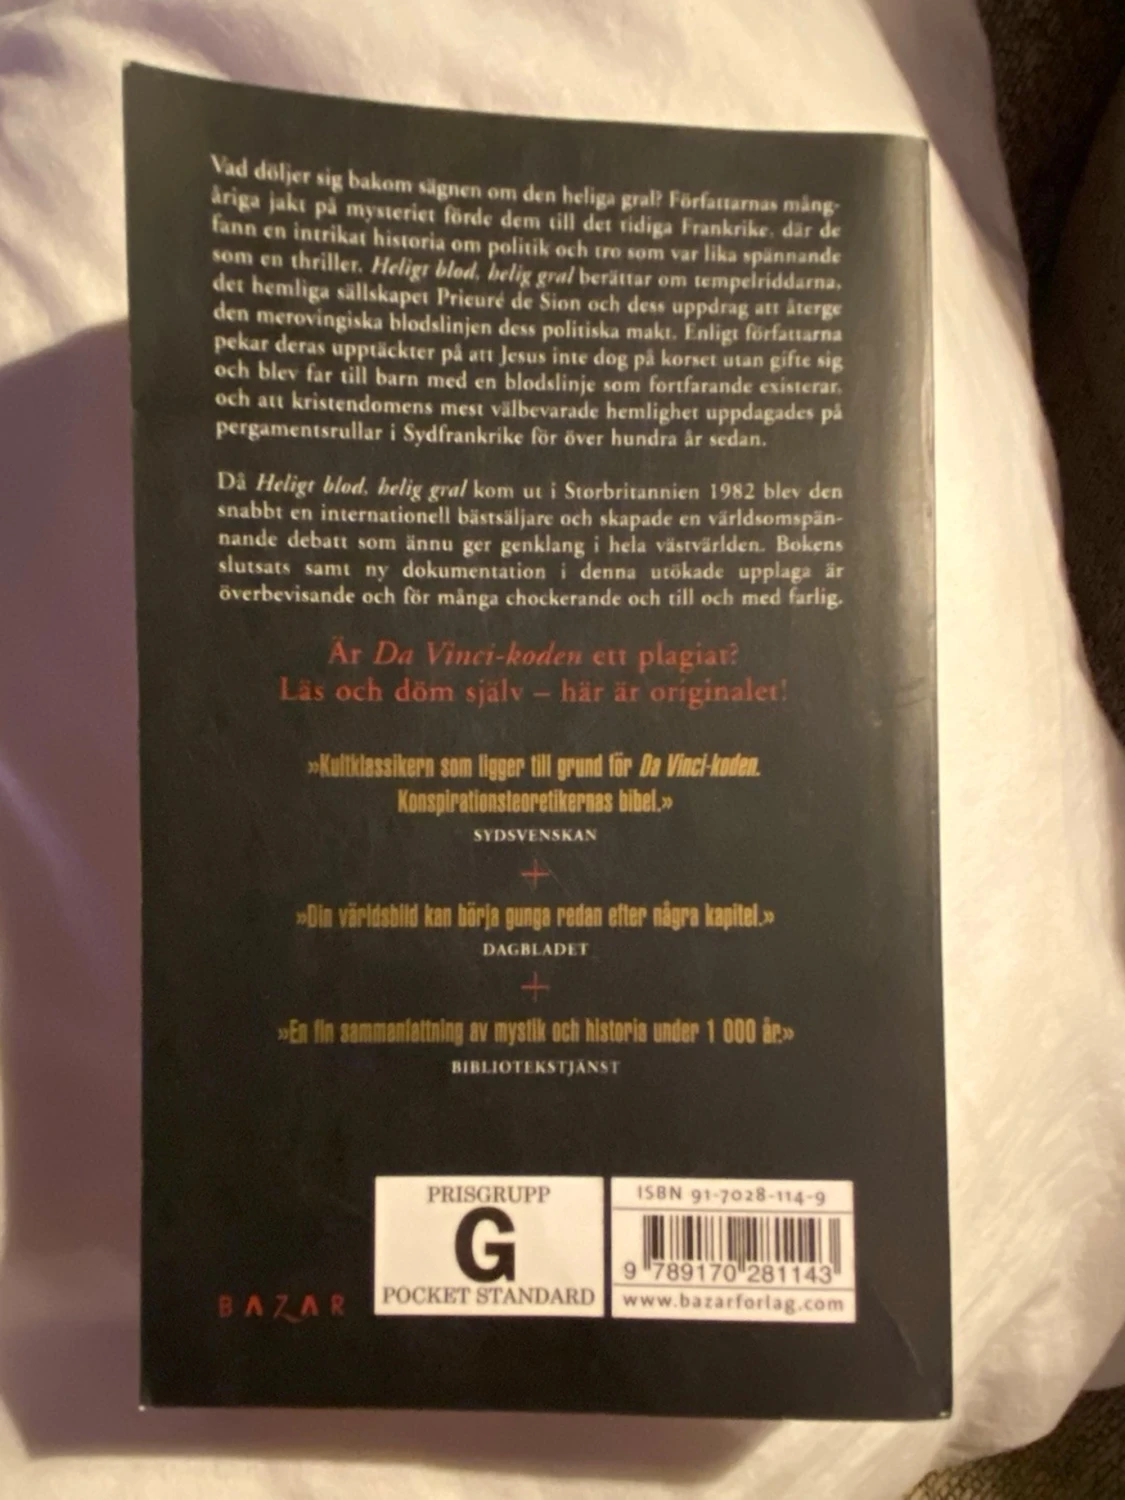 Vad döljer sig bakom sägnen om den heliga gral? Författarnas mång-
åriga jakt på mysteriet förde dem till det tidiga Frankrike, där de
fann en intrikat historia om politik och tro som var lika spännande
som en thriller. Heligt blod, helig gral berättar om tempelriddarna,
det hemliga sällskapet Prieuré de Sion och dess uppdrag att återge
den merovingiska blodslinjen dess politiska makt. Enligt författarna
pekar deras upptäckter på att Jesus inte dog på korset utan gifte sig
och blev far till barn med en blodslinje som fortfarande existerar,
och att kristendomens mest välbevarade hemlighet uppdagades på
pergamentsrullar i Sydfrankrike för över hundra år sedan.
Då Heligt blod, helig gral kom ut i Storbritannien 1982 blev den
snabbt en internationell bästsäljare och skapade en världsomspän-
nande debatt som ännu ger genklang i hela västvärlden. Bokens
slutsats samt ny dokumentation i denna utökade upplaga är
överbevisande och för många chockerande och till och med farlig.
Är Da Vinci-koden ett plagiat?
Läs och döm själv – här är originalet!
»Kultklassikern som ligger till grund för Da Vinci-koden.
Konspirationsteoretikernas bibel.»
SYDSVENSKAN
»Din världsbild kan börja gunga redan efter några kapitel.»
DAGBLADET
»En fin sammanfattning av mystik och historia under 1 000 år.»
BIBLIOTEKSTJÄNST
PRISGRUPP
G
POCKET STANDARD
ISBN 91-7028-114-9
9 789170 281143
www.bazarforlag.com
BAZAR